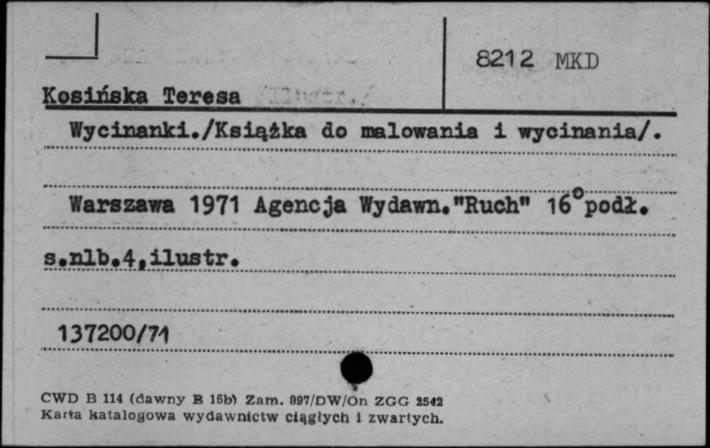 8212 MKD
Kosińska Teresa
Wycinanki./Książka do malowania i wycinania/.
Warszawa 1971 Agencja Wydawn."Ruch" 16° podł.
s.nlb.4,ilustr.
137200/71
CWD B 114 (dawny B 15b) Zam. 997/DW/On ZGG 2542
Karta katalogowa wydawnictw ciągłych i zwartych.